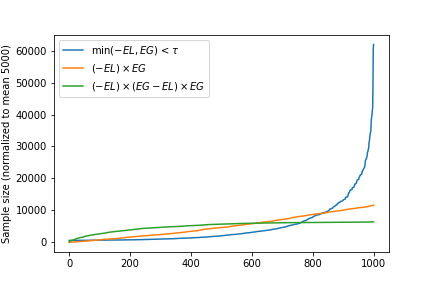 60000
50000
40000
30000
20000
10000
0
Sample size (normalized to mean 5000)
min(−EL, EG) < τ
(−EL) × EG
(−EL) × (EG − EL) × EG
0 200 400 600 800 1000